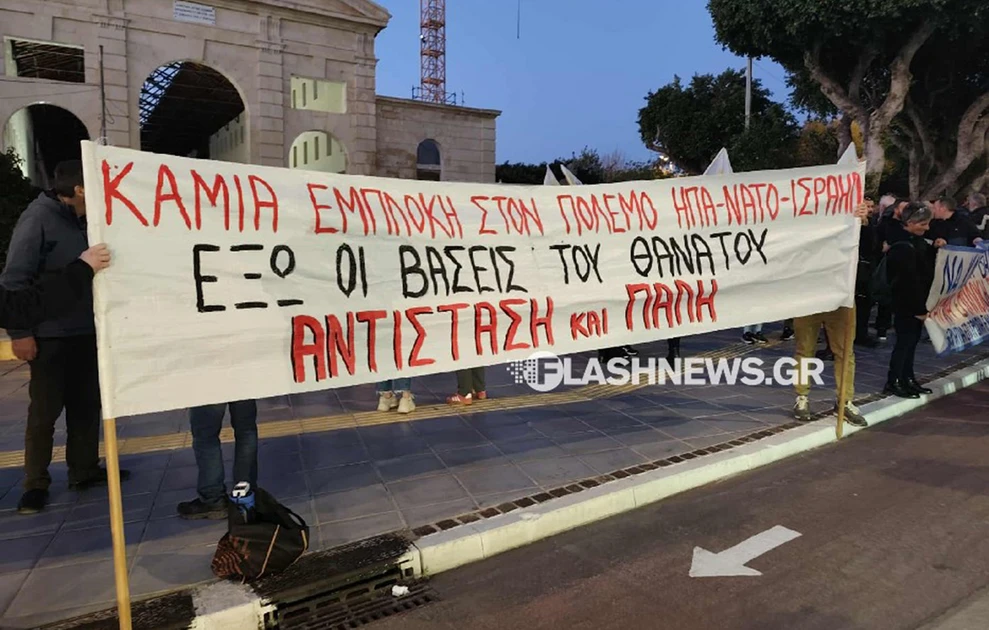 ΚΑΜΙΑ ΕΜΠΛΟΚΗ ΣΤΟΝ ΠΟΛΕΜΟ ΗΠΑ-ΝΑΤΟ-ΙΣΡΑΗΛ
ΕΞΩ ΟΙ ΒΑΣΕΙΣ ΤΟΥ ΘΑΝΑΤΟΥ
ΑΝΤΙΣΤΑΣΗ ΚΑΙ ΠΑΛΗ
FLASHNEWS.GR